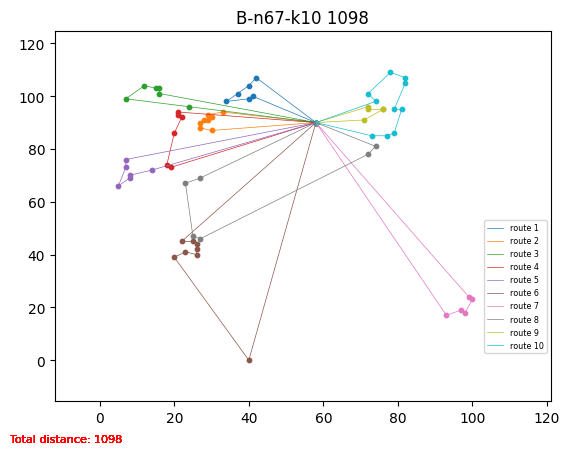 B-n67-k10 1098
120
100
80
60
40
20
0
0 20 40 60 80 100 120
route 1
route 2
route 3
route 4
route 5
route 6
route 7
route 8
route 9
route 10
Total distance: 1098